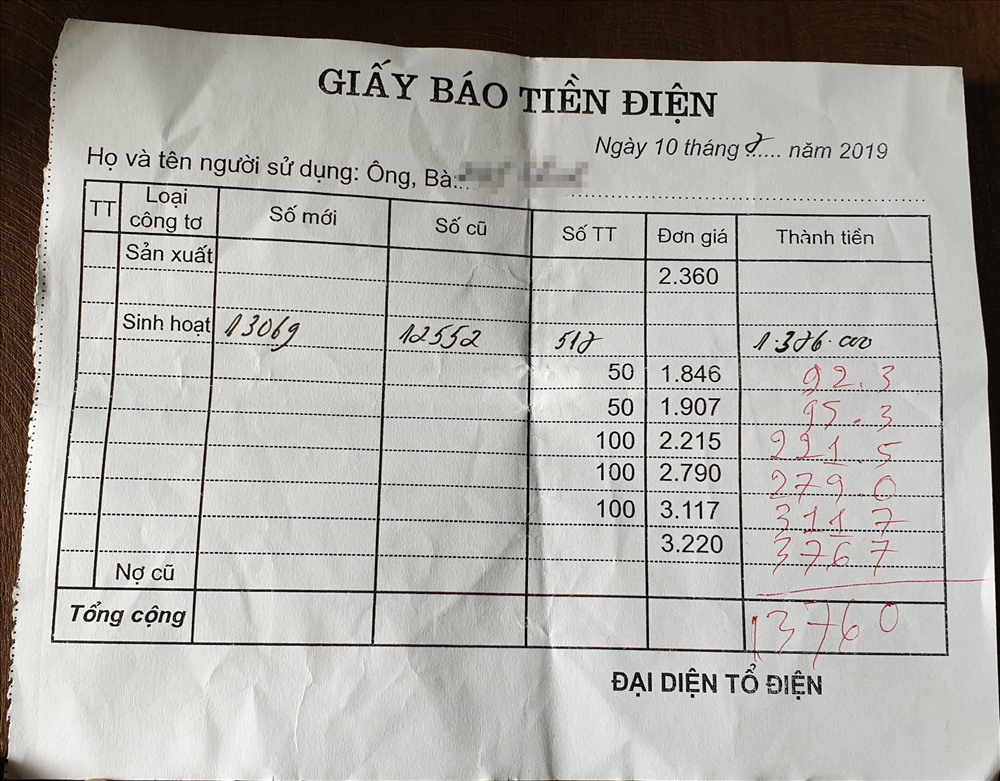 GIẤY BÁO TIỀN ĐIỆN
Ngày 10 tháng 7..... năm 2019
Họ và tên người sử dụng: Ông, Bà:
TT Loại công tơ Số mới Số cũ Số TT Đơn giá Thành tiền
Sản xuất
2.360
Sinh hoạt 13069 12552 517 1.376.000
50 1.846 92.3
50 1.907 95.3
100 2.215 221.5
100 2.790 279.0
100 3.117 311 7
3.220 376 7
Nợ cũ
Tổng cộng 13760
ĐẠI DIỆN TỔ ĐIỆN